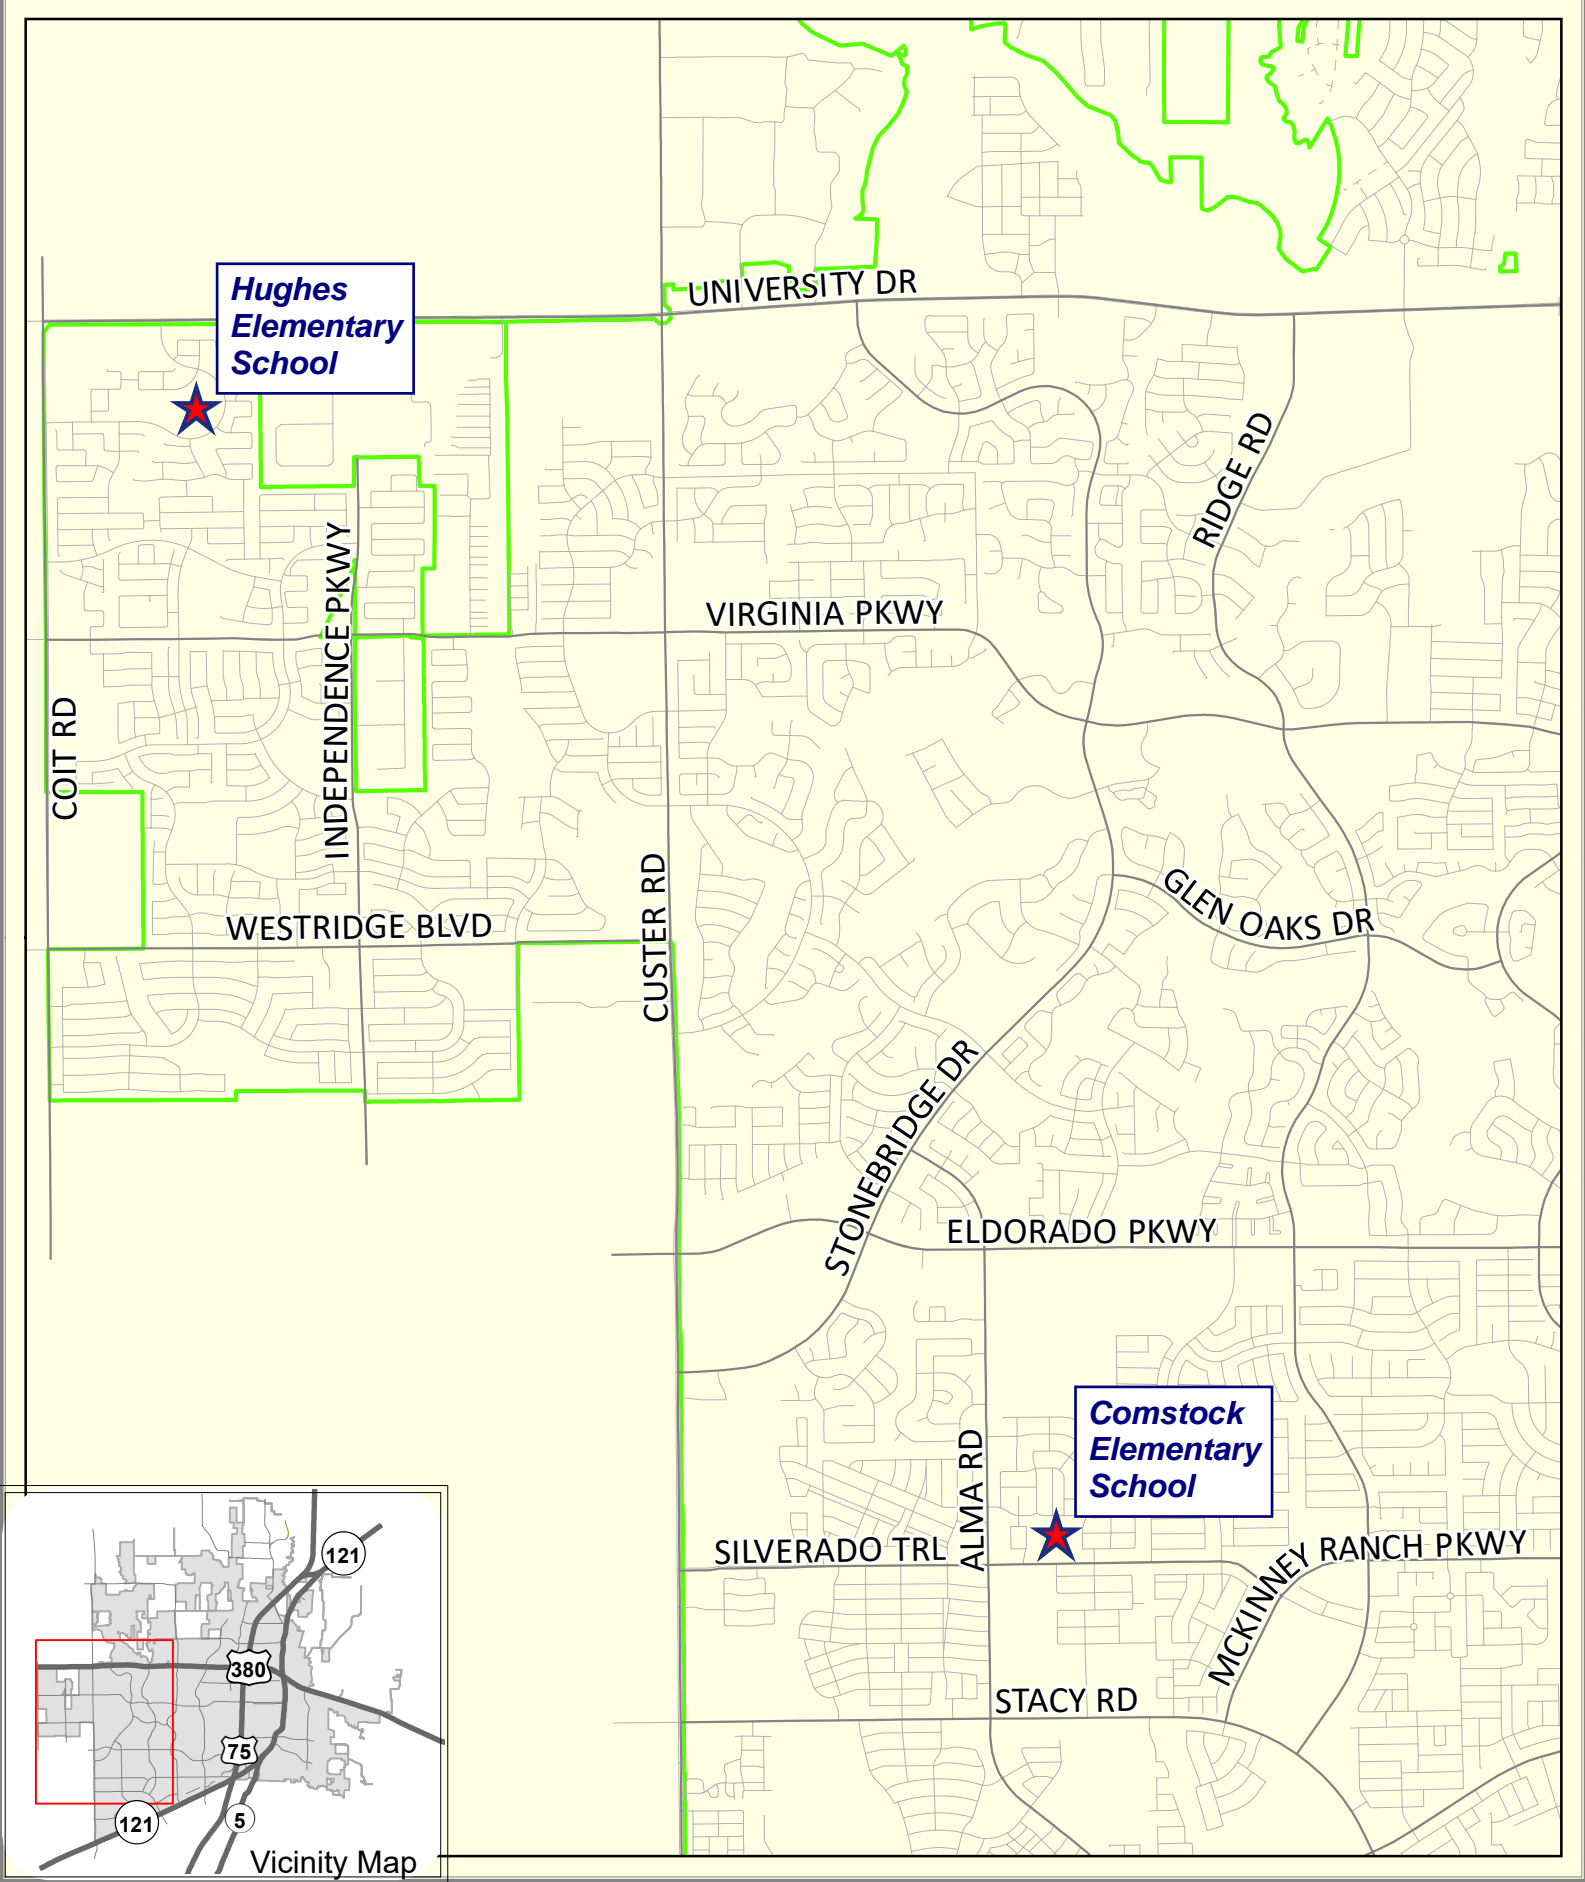 UNIVERSITY DR
Hughes
Elementary
School
RIDGE RD
INDEPENDENCE PKWY
VIRGINIA PKWY
COIT RD
CUSTER RD
GLEN OAKS DR
WESTRIDGE BLVD
STONEBRIDGE DR
ELDORADO PKWY
Comstock
Elementary
School
ALMA RD
SILVERADO TRL
MCKINNEY RANCH PKWY
STACY RD
121
380
75
121
5
Vicinity Map